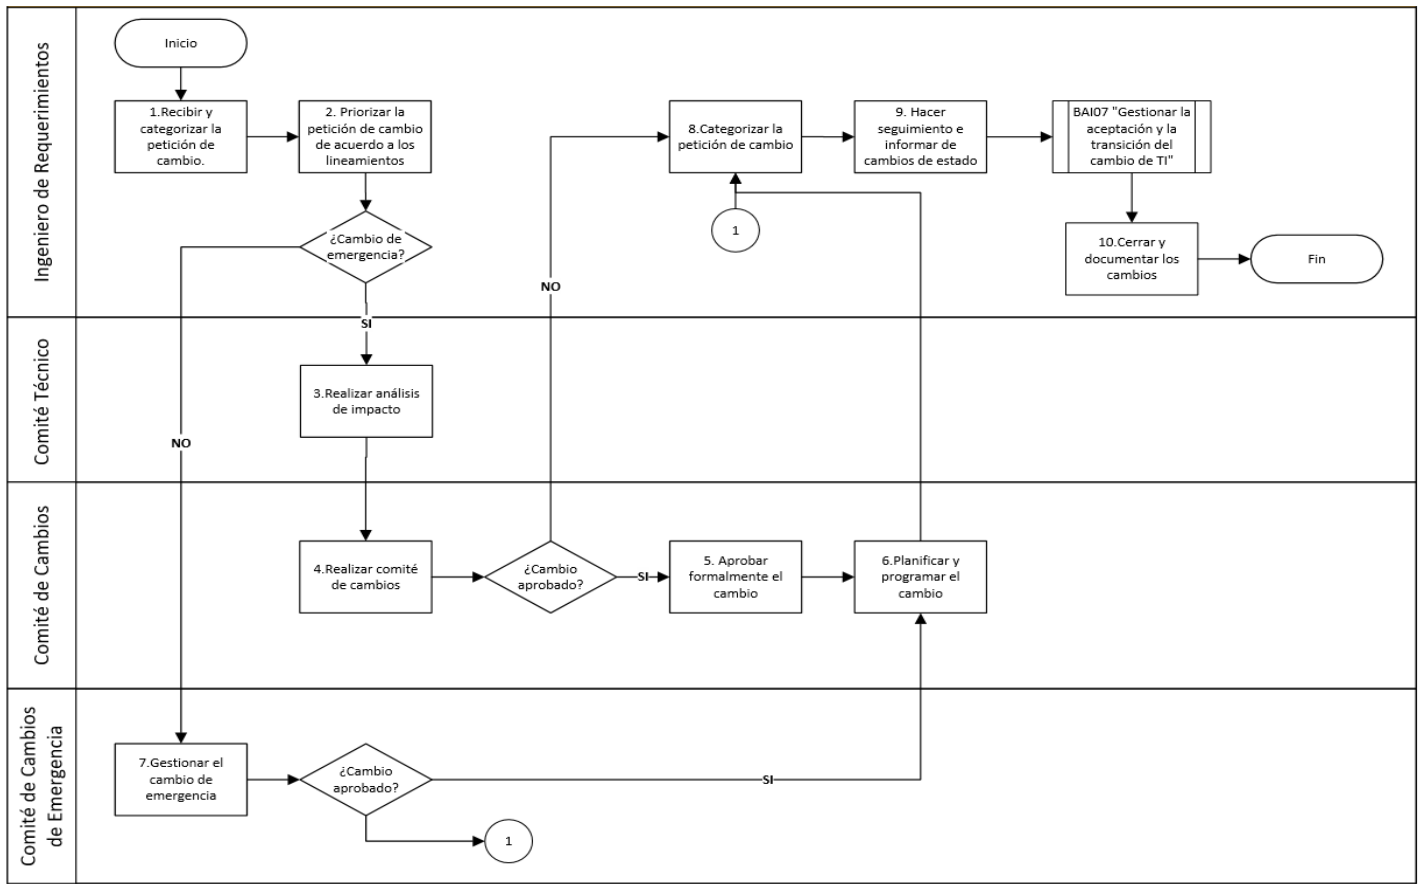 Ingeniero de Requerimientos
Inicio
1.Recibir y
categorizar la
petición de
cambio.
2. Priorizar la
petición de cambio
de acuerdo a los
lineamientos
¿Cambio de
emergencia?
8.Categorizar la
petición de cambio
1
9. Hacer
seguimiento e
informar de
cambios de estado
BAI07 "Gestionar la
aceptación y la
transición del
cambio de TI"
10.Cerrar y
documentar los
cambios
Fin
NO
SI
Comité Técnico
3.Realizar análisis
de impacto
NO
Comité de Cambios
4.Realizar comité
de cambios
¿Cambio
aprobado?
SI
5. Aprobar
formalmente el
cambio
6.Planificar y
programar el
cambio
Comité de Cambios
de Emergencia
7.Gestionar el
cambio de
emergencia
¿Cambio
aprobado?
SI
1